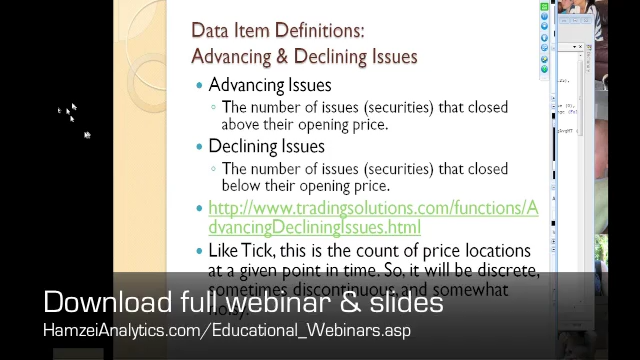 Data Item Definitions:
Advancing & Declining Issues
Advancing Issues
The number of issues (securities) that closed
above their opening price.
Declining Issues
The number of issues (securities) that closed
below their opening price.
http://www.tradingsolutions.com/functions/A
dvancingDecliningIssues.html
Like Tick, this is the count of price locations
at a given point in time. So, it will be discrete,
sometimes discontinuous, and somewhat
noisy.
Download full webinar & slides
HamzeiAnalytics.com/Educational_Webinars.asp